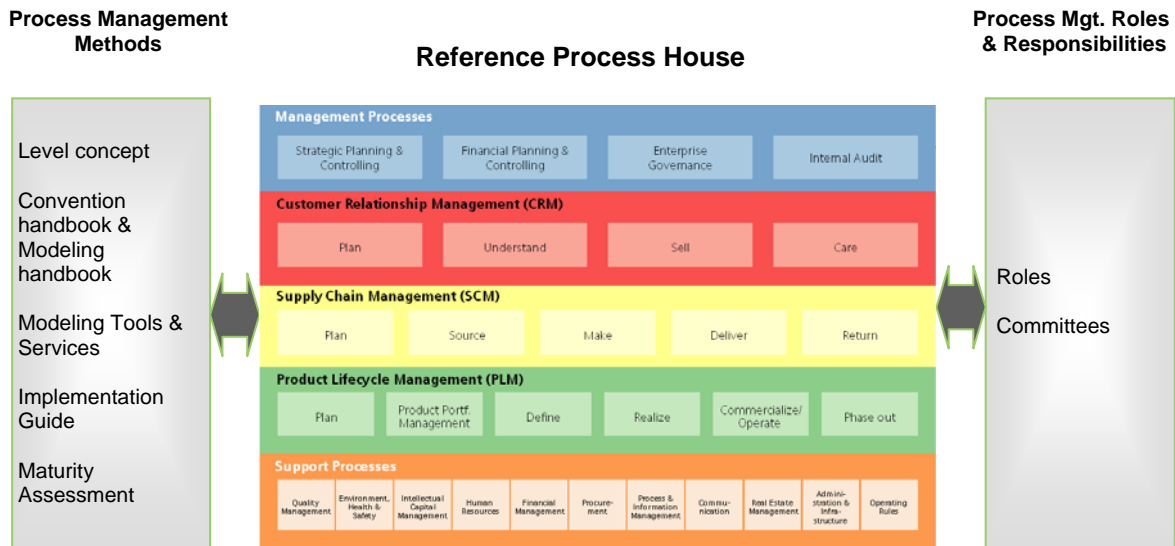 Process Management
Methods
Reference Process House
Process Mgt. Roles
& Responsibilities
Level concept
Convention
handbook &
Modeling
handbook
Modeling Tools &
Services
Implementation
Guide
Maturity
Assessment
Management Processes
Strategic Planning &
Controlling
Financial Planning &
Controlling
Enterprise
Governance
Internal Audit
Customer Relationship Management (CRM)
Plan
Understand
Sell
Care
Supply Chain Management (SCM)
Plan
Source
Make
Deliver
Return
Product Lifecycle Management (PLM)
Plan
Product Portf.
Management
Define
Realize
Commercialize/
Operate
Phase out
Support Processes
Quality
Management
Environment,
Health &
Safety
Intellectual
Capital
Management
Human
Resources
Financial
Management
Procure-
ment
Process &
Information
Management
Commu-
nication
Real Estate
Management
Admini-
stration &
Infra-
structure
Operating
Rules
Roles
Committees